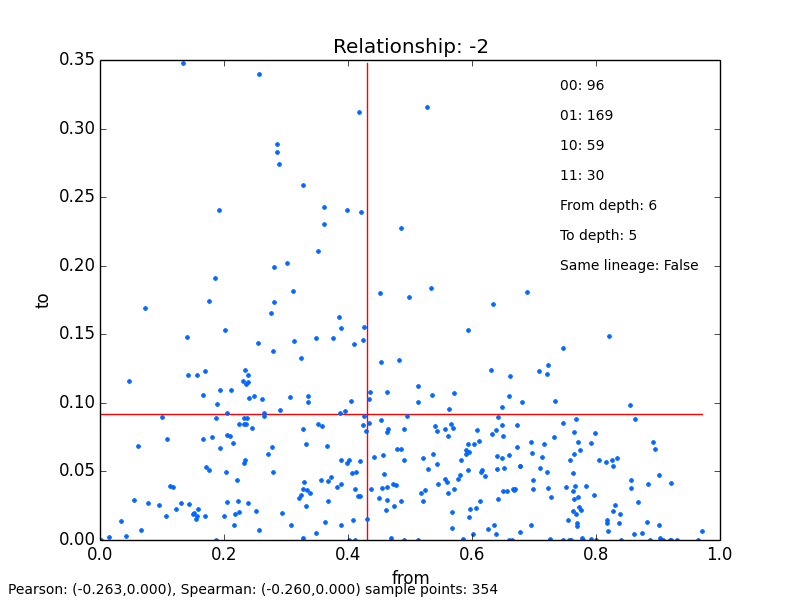 Relationship: -2
0.35
0.30
0.25
0.20
0.15
0.10
0.05
0.00
to
00: 96
01: 169
10: 59
11: 30
From depth: 6
To depth: 5
Same lineage: False
0.0 0.2 0.4 0.6 0.8 1.0
from
Pearson: (-0.263,0.000), Spearman: (-0.260,0.000) sample points: 354